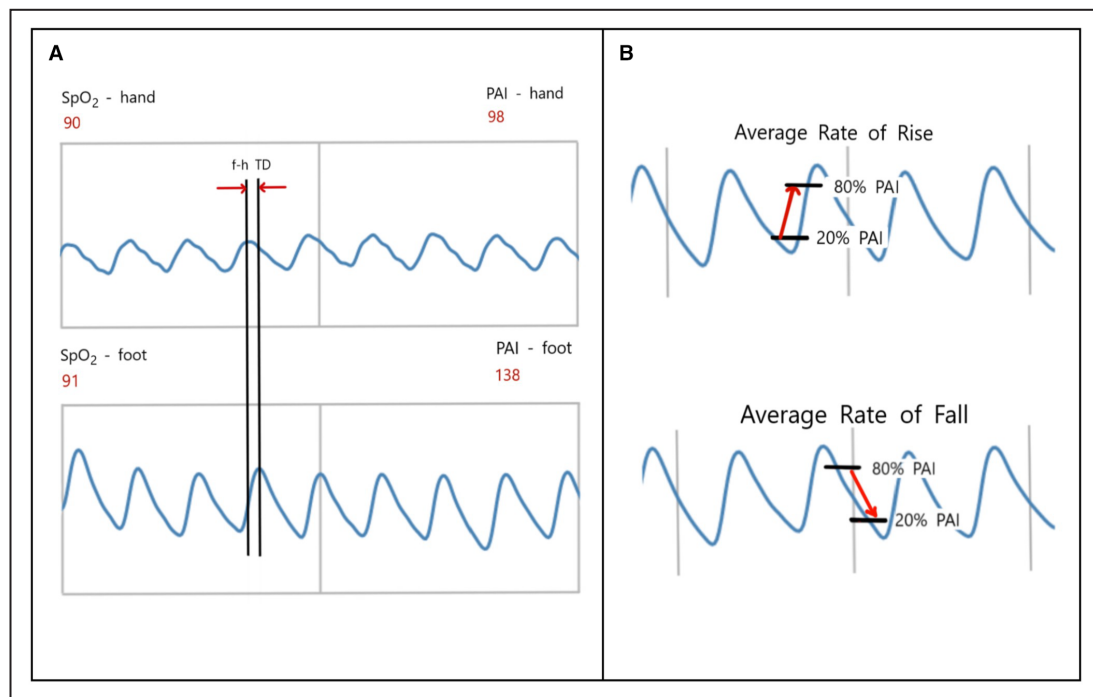 A
SpO₂ - hand
90
PAI - hand
98
f-h TD
SpO₂ - foot
91
PAI - foot
138
B
Average Rate of Rise
80% PAI
20% PAI
Average Rate of Fall
80% PAI
20% PAI